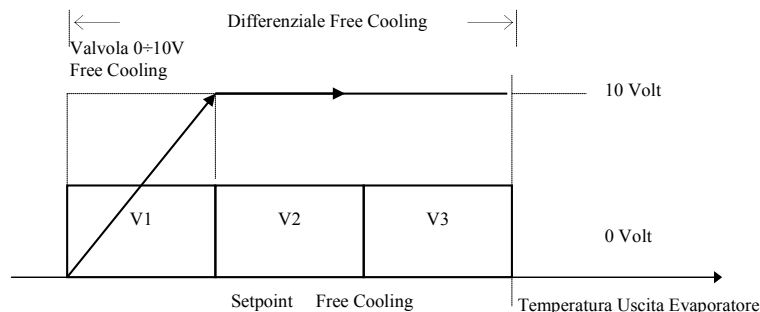 Differenziale Free Cooling
Valvola 0÷10V
Free Cooling
10 Volt
V1 V2 V3
0 Volt
Setpoint Free Cooling
Temperatura Uscita Evaporatore